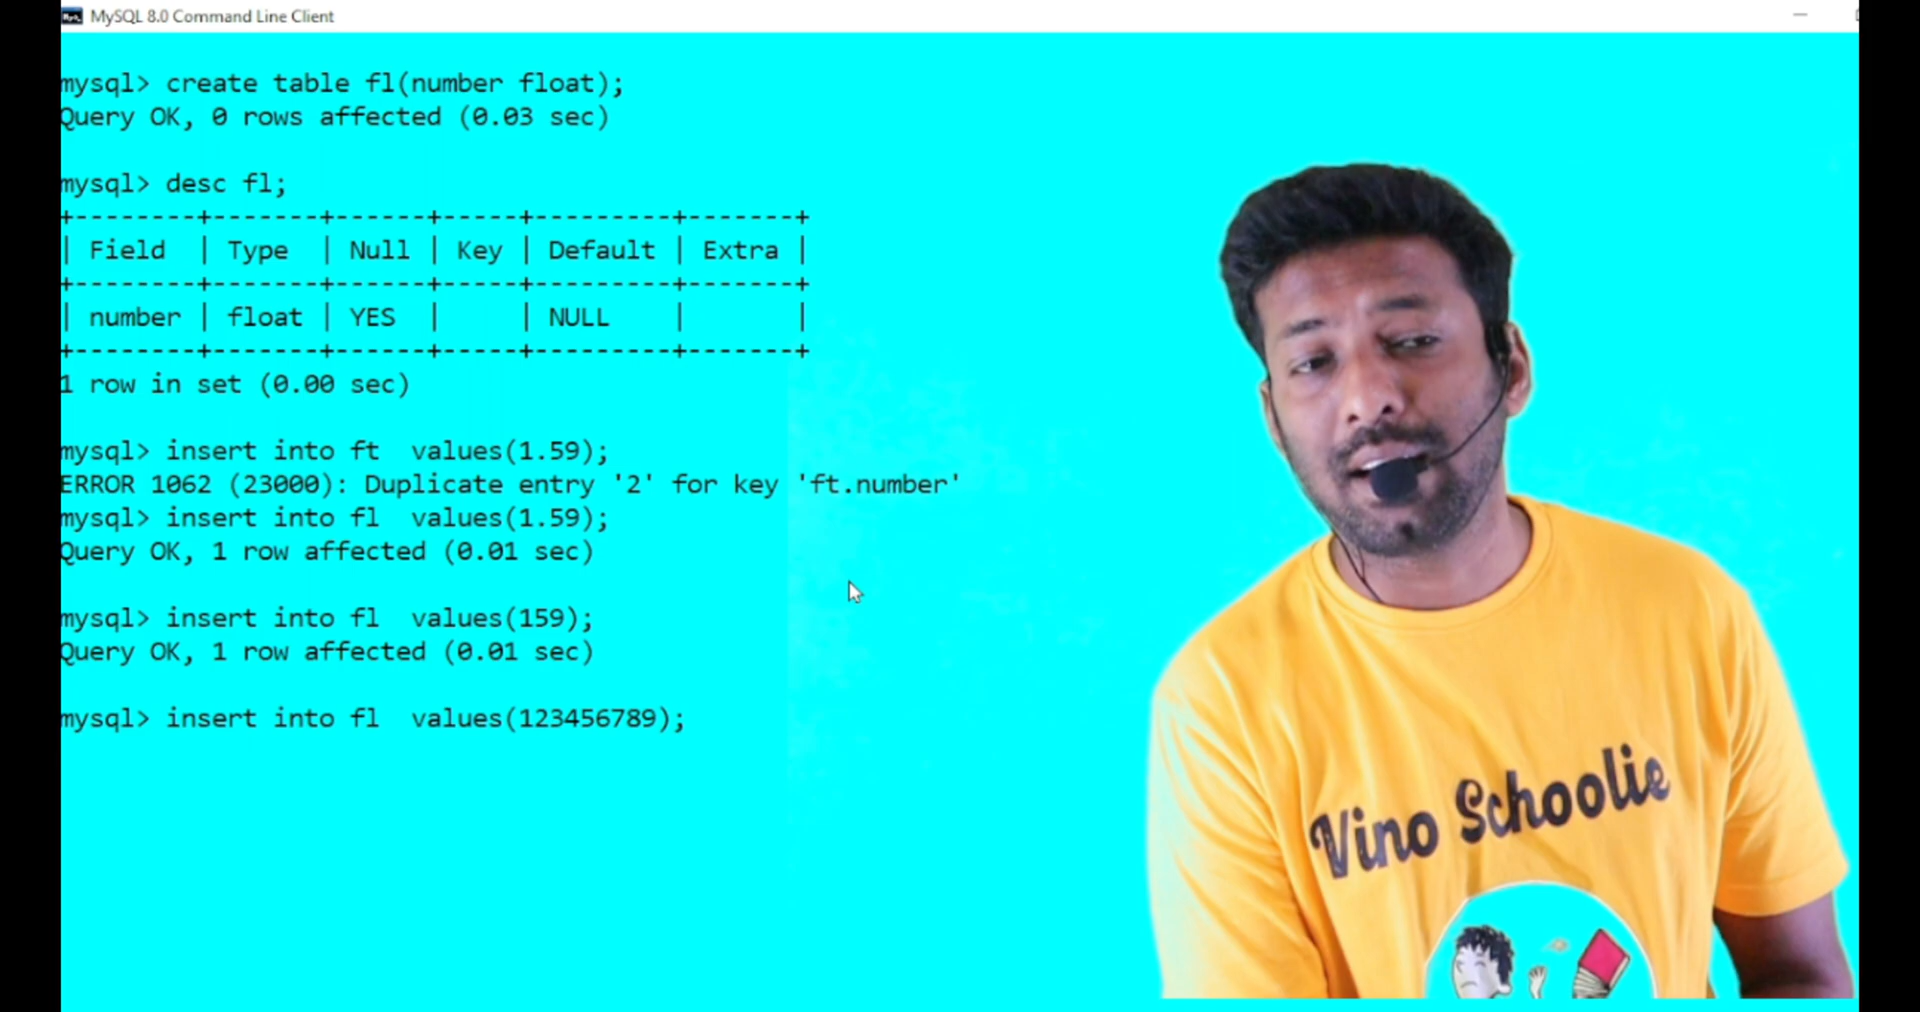 MySQL 8.0 Command Line Client
mysql> create table fl(number float);
Query OK, 0 rows affected (0.03 sec)
mysql> desc fl;
+--------+-------+------+-----+---------+-------+
| Field  | Type  | Null | Key | Default | Extra |
+--------+-------+------+-----+---------+-------+
| number | float | YES  |     | NULL    |       |
+--------+-------+------+-----+---------+-------+
1 row in set (0.00 sec)
mysql> insert into ft  values(1.59);
ERROR 1062 (23000): Duplicate entry '2' for key 'ft.number'
mysql> insert into fl  values(1.59);
Query OK, 1 row affected (0.01 sec)
mysql> insert into fl  values(159);
Query OK, 1 row affected (0.01 sec)
mysql> insert into fl  values(123456789);
Vino Schoolie